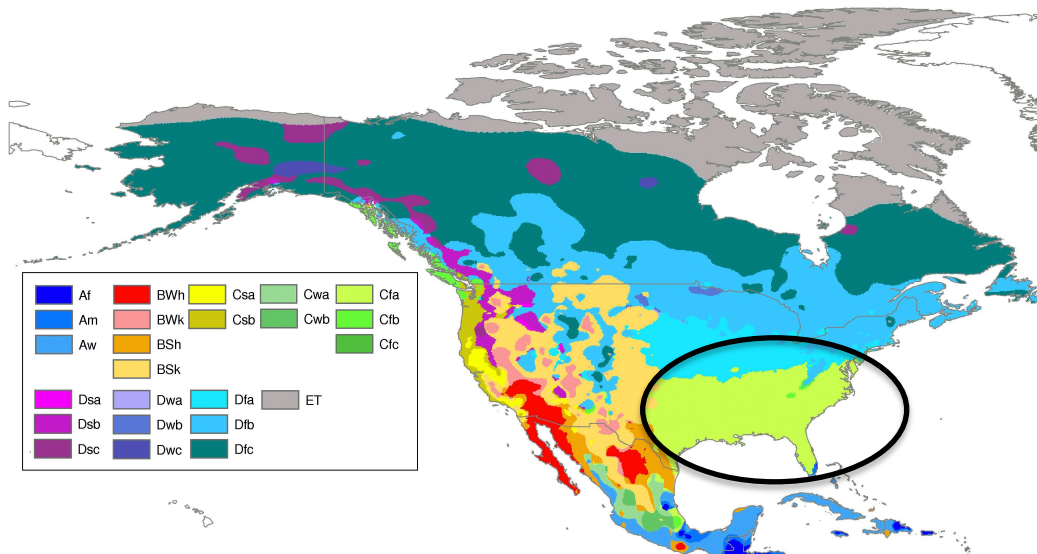 Af BWh Csa Cwa Cfa
Am BWk Csb Cwb Cfb
Aw BSh Cfc
BSk
Dsa Dwa Dfa ET
Dsb Dwb Dfb
Dsc Dwc Dfc